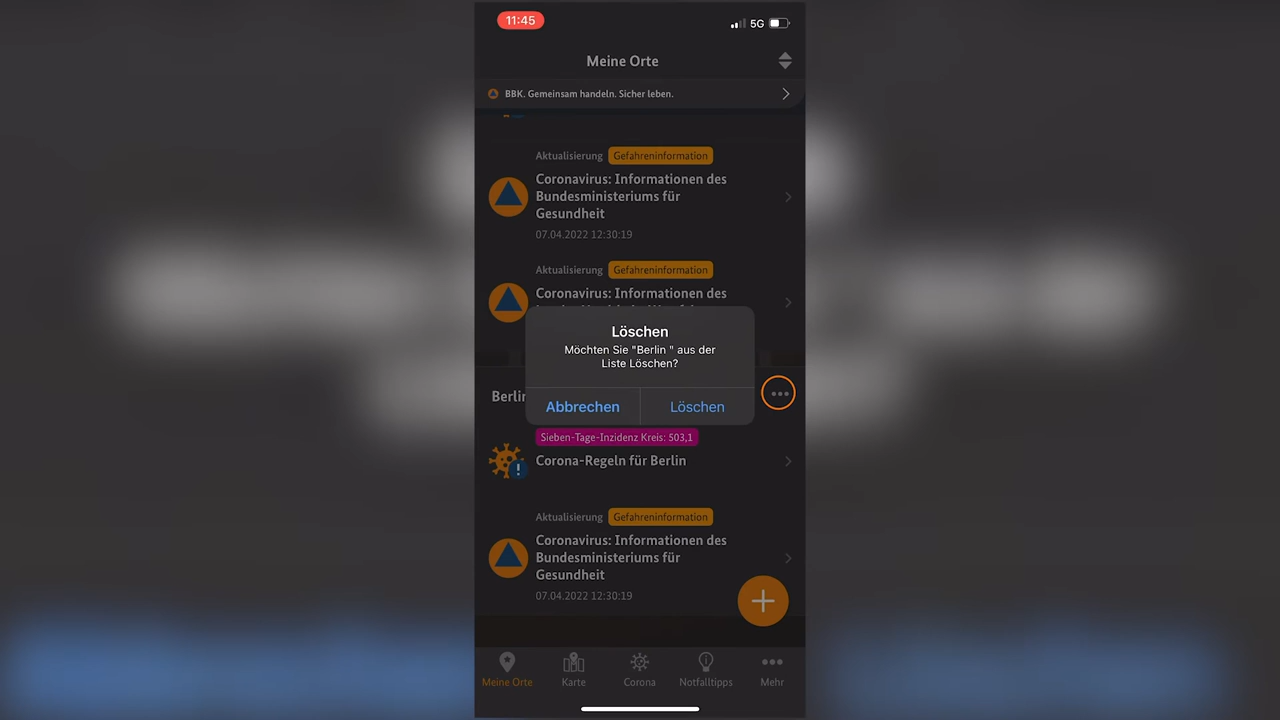 11:45
5G
Meine Orte
BBK. Gemeinsam handeln. Sicher leben.
Aktualisierung Gefahreninformation
Coronavirus: Informationen des
Bundesministeriums für
Gesundheit
07.04.2022 12:30:19
Aktualisierung Gefahreninformation
Coronavirus: Informationen des
Löschen
Möchten Sie "Berlin " aus der
Liste Löschen?
Abbrechen Löschen
Berlin
Sieben-Tage-Inzidenz Kreis: 503,1
Corona-Regeln für Berlin
Aktualisierung Gefahreninformation
Coronavirus: Informationen des
Bundesministeriums für
Gesundheit
07.04.2022 12:30:19
Meine Orte Karte Corona Notfalltipps Mehr